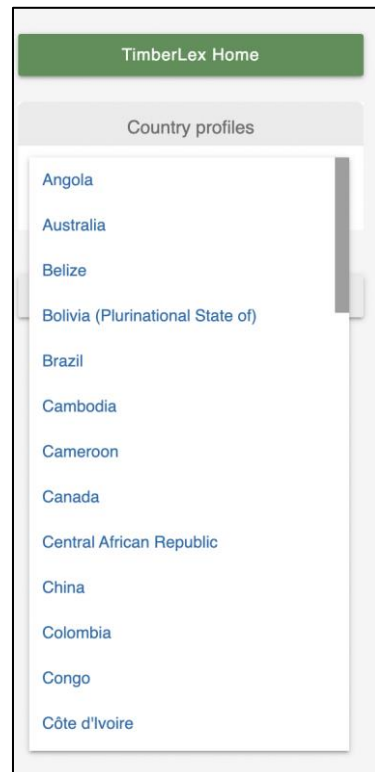 TimberLex Home
Country profiles
Angola
Australia
Belize
Bolivia (Plurinational State of)
Brazil
Cambodia
Cameroon
Canada
Central African Republic
China
Colombia
Congo
Côte d'Ivoire